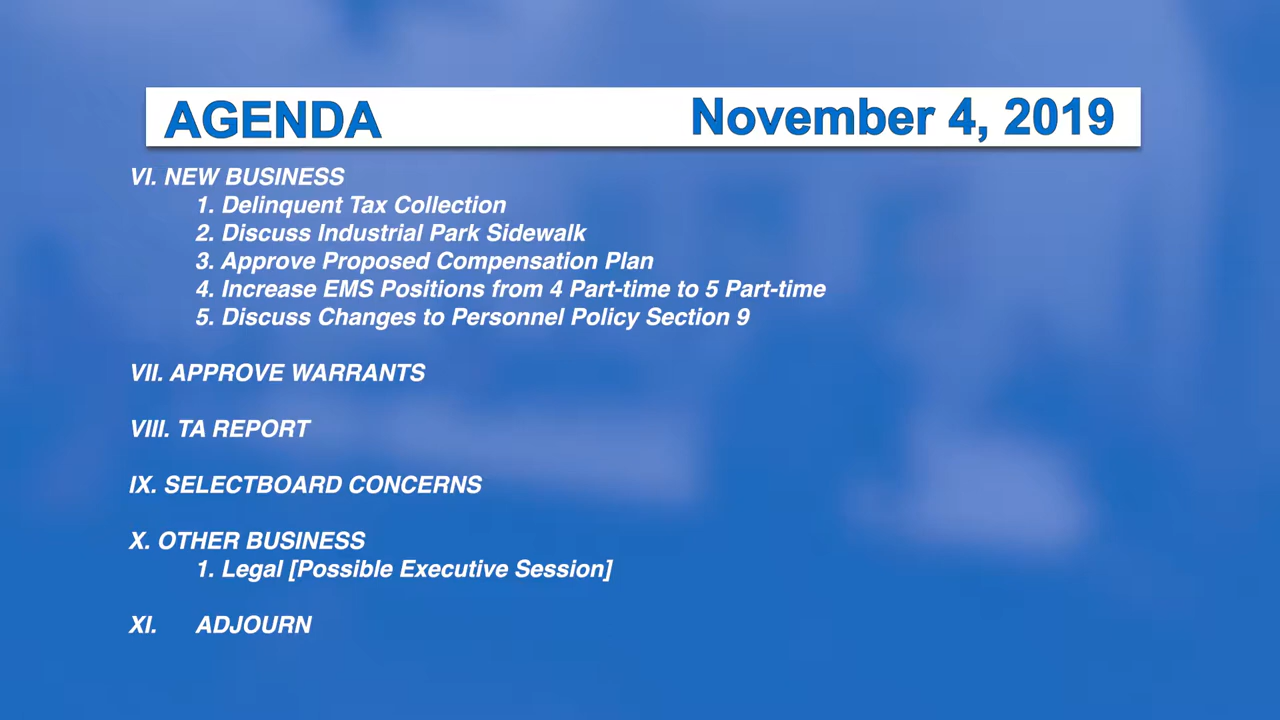 AGENDA November 4, 2019
VI. NEW BUSINESS
1. Delinquent Tax Collection
2. Discuss Industrial Park Sidewalk
3. Approve Proposed Compensation Plan
4. Increase EMS Positions from 4 Part-time to 5 Part-time
5. Discuss Changes to Personnel Policy Section 9
VII. APPROVE WARRANTS
VIII. TA REPORT
IX. SELECTBOARD CONCERNS
X. OTHER BUSINESS
1. Legal [Possible Executive Session]
XI. ADJOURN